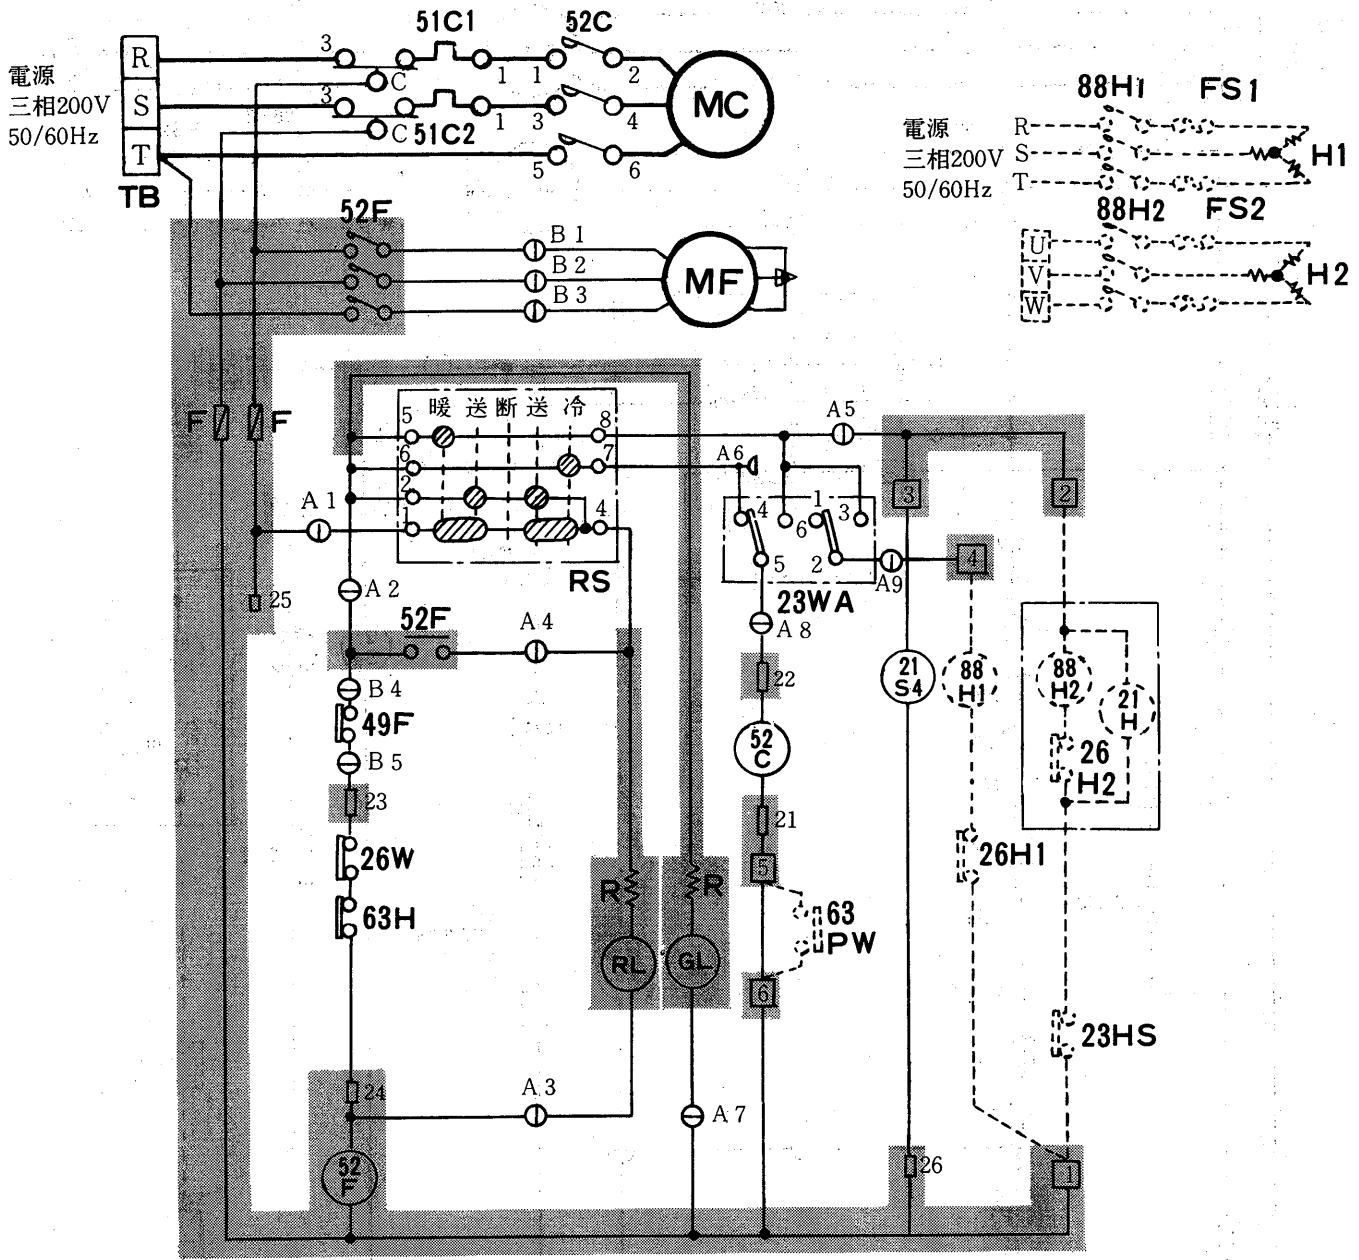 51C1
52C
電源
三相200V
50/60Hz
R
S
T
TB
3
C
1
1
2
3
C
51C2
1
3
4
5
6
MC
88H1
FS1
電源
三相200V
50/60Hz
R
S
T
H1
88H2
FS2
U
V
W
H2
52F
B1
B2
B3
MF
F
F
暖 送 断 送 冷
5
8
6
7
2
1
4
RS
A1
A2
25
52F
A4
B4
49F
B5
23
26W
63H
24
A3
52
F
R
R
RL
GL
A7
A5
A6
4
6
1
3
5
2
23WA
A8
A9
22
52
C
21
5
63
PW
6
3
2
4
21
S4
88
H1
88
H2
21
H
26
H2
26H1
23HS
26
1